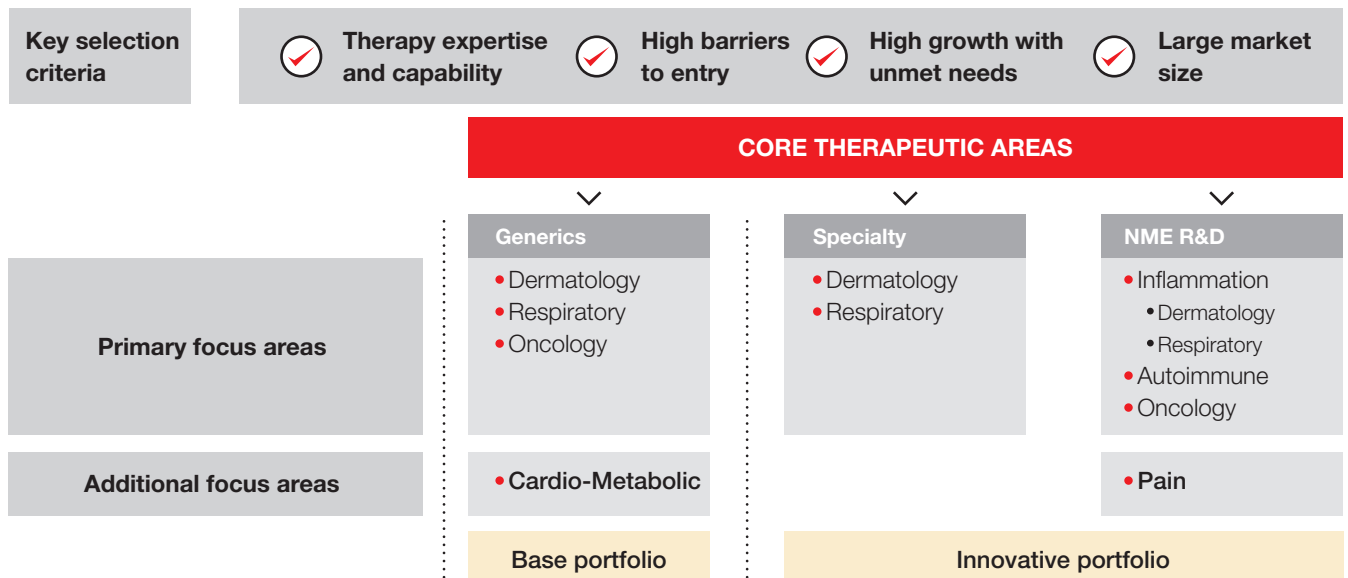 Key selection
criteria
Therapy expertise
and capability
High barriers
to entry
High growth with
unmet needs
Large market
size
CORE THERAPEUTIC AREAS
Generics
Specialty
NME R&D
Primary focus areas
• Dermatology
• Respiratory
• Oncology
• Dermatology
• Respiratory
• Inflammation
• Dermatology
• Respiratory
• Autoimmune
• Oncology
Additional focus areas
• Cardio-Metabolic
• Pain
Base portfolio
Innovative portfolio